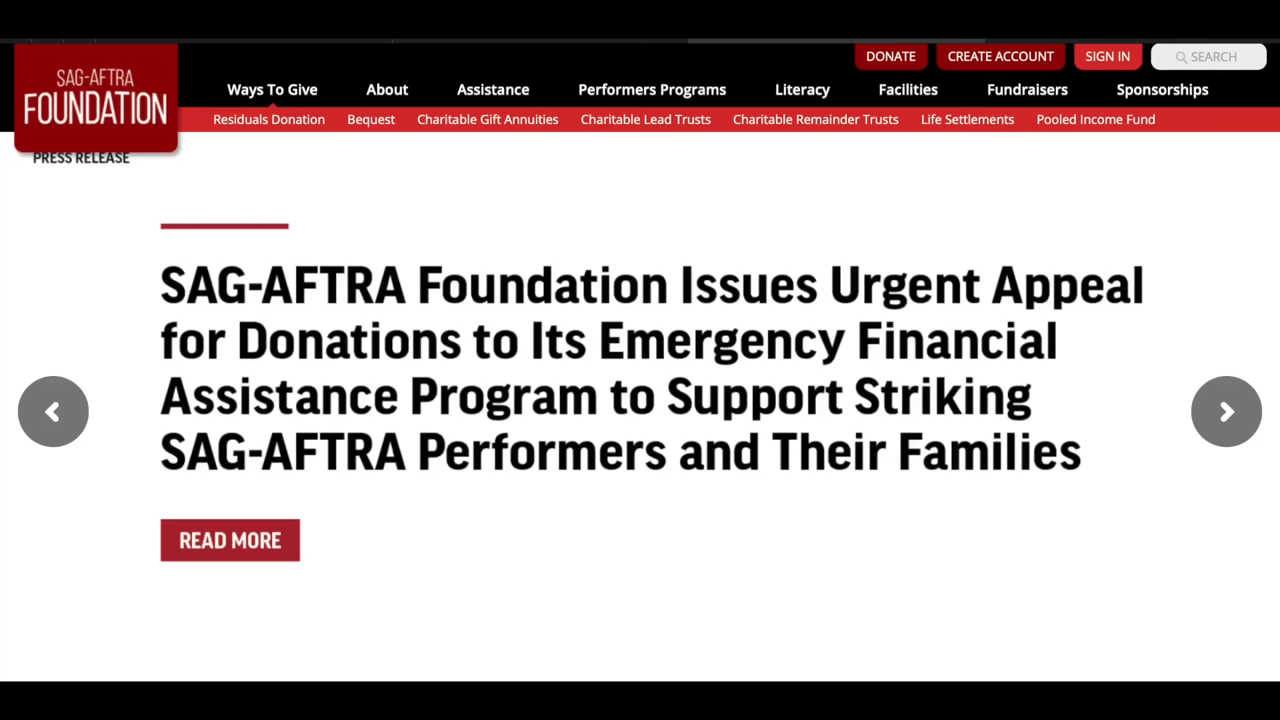 DONATE CREATE ACCOUNT SIGN IN SEARCH
SAG-AFTRA
FOUNDATION
Ways To Give About Assistance Performers Programs Literacy Facilities Fundraisers Sponsorships
Residuals Donation Bequest Charitable Gift Annuities Charitable Lead Trusts Charitable Remainder Trusts Life Settlements Pooled Income Fund
PRESS RELEASE
SAG-AFTRA Foundation Issues Urgent Appeal
for Donations to Its Emergency Financial
Assistance Program to Support Striking
SAG-AFTRA Performers and Their Families
READ MORE